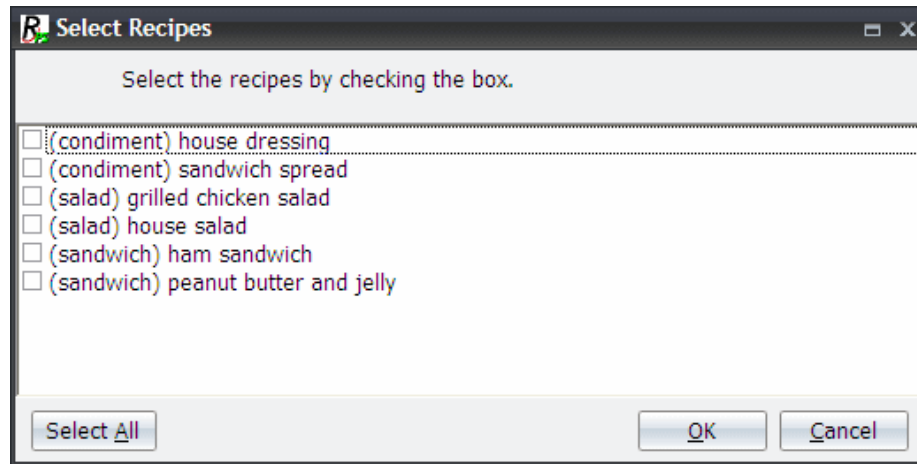 R Select Recipes
Select the recipes by checking the box.
(condiment) house dressing
(condiment) sandwich spread
(salad) grilled chicken salad
(salad) house salad
(sandwich) ham sandwich
(sandwich) peanut butter and jelly
Select All OK Cancel